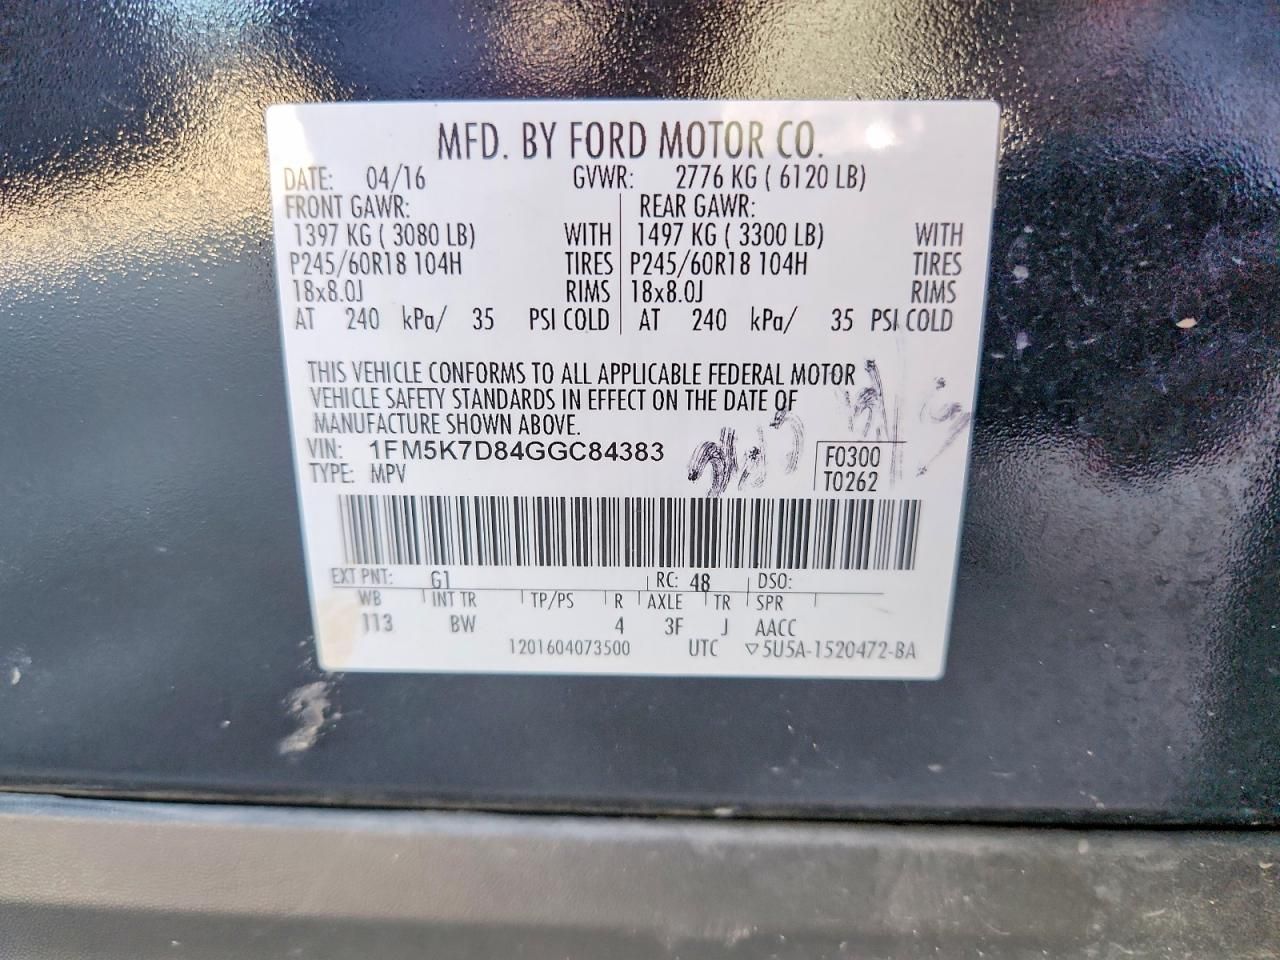 MFD. BY FORD MOTOR CO.
DATE: 04/16 GVWR: 2776 KG ( 6120 LB)
FRONT GAWR: REAR GAWR:
1397 KG ( 3080 LB) WITH 1497 KG ( 3300 LB) WITH
P245/60R18 104H TIRES P245/60R18 104H TIRES
18x8.0J RIMS 18x8.0J RIMS
AT 240 kPa/ 35 PSI COLD AT 240 kPa/ 35 PSI COLD
THIS VEHICLE CONFORMS TO ALL APPLICABLE FEDERAL MOTOR
VEHICLE SAFETY STANDARDS IN EFFECT ON THE DATE OF
MANUFACTURE SHOWN ABOVE.
VIN: 1FM5K7D84GGC84383 F0300
TYPE: MPV T0262
EXT PNT: G1 RC: 48 DSO:
WB INT TR TP/PS R AXLE TR SPR
113 BW 4 3F J AACC
1201604073500 UTC ▽5U5A-1520472-BA